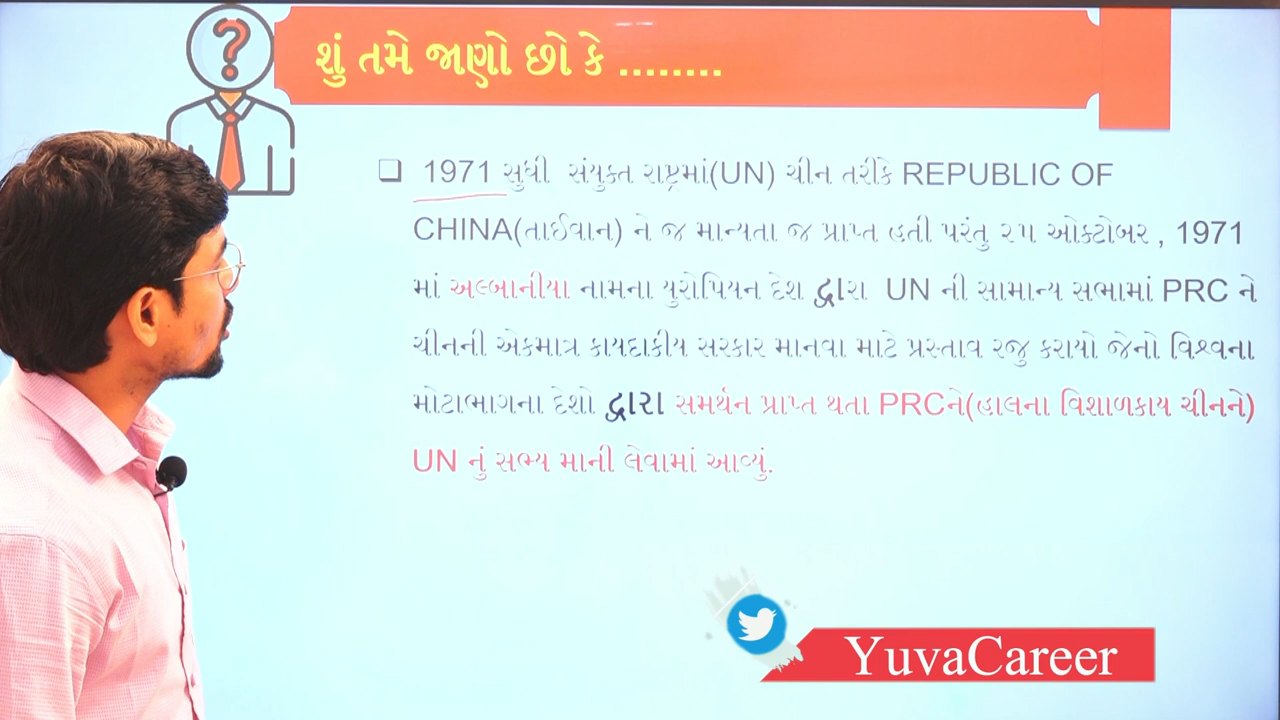 ?
શું તમે જાણો છો કે ........
❑ 1971 સુધી સંયુક્ત રાષ્ટ્રમાં(UN) ચીન તરીકે REPUBLIC OF
CHINA(તાઈવાન) ને જ માન્યતા જ પ્રાપ્ત હતી પરંતુ ૨૫ ઓક્ટોબર , 1971
માં અલ્બાનીયા નામના યુરોપિયન દેશ દ્વારા UN ની સામાન્ય સભામાં PRC ને
ચીનની એકમાત્ર કાયદાકીય સરકાર માનવા માટે પ્રસ્તાવ રજુ કરાયો જેનો વિશ્વના
મોટાભાગના દેશો દ્વારા સમર્થન પ્રાપ્ત થતા PRCને(હાલના વિશાળકાય ચીનને)
UN નું સભ્ય માની લેવામાં આવ્યું.
YuvaCareer